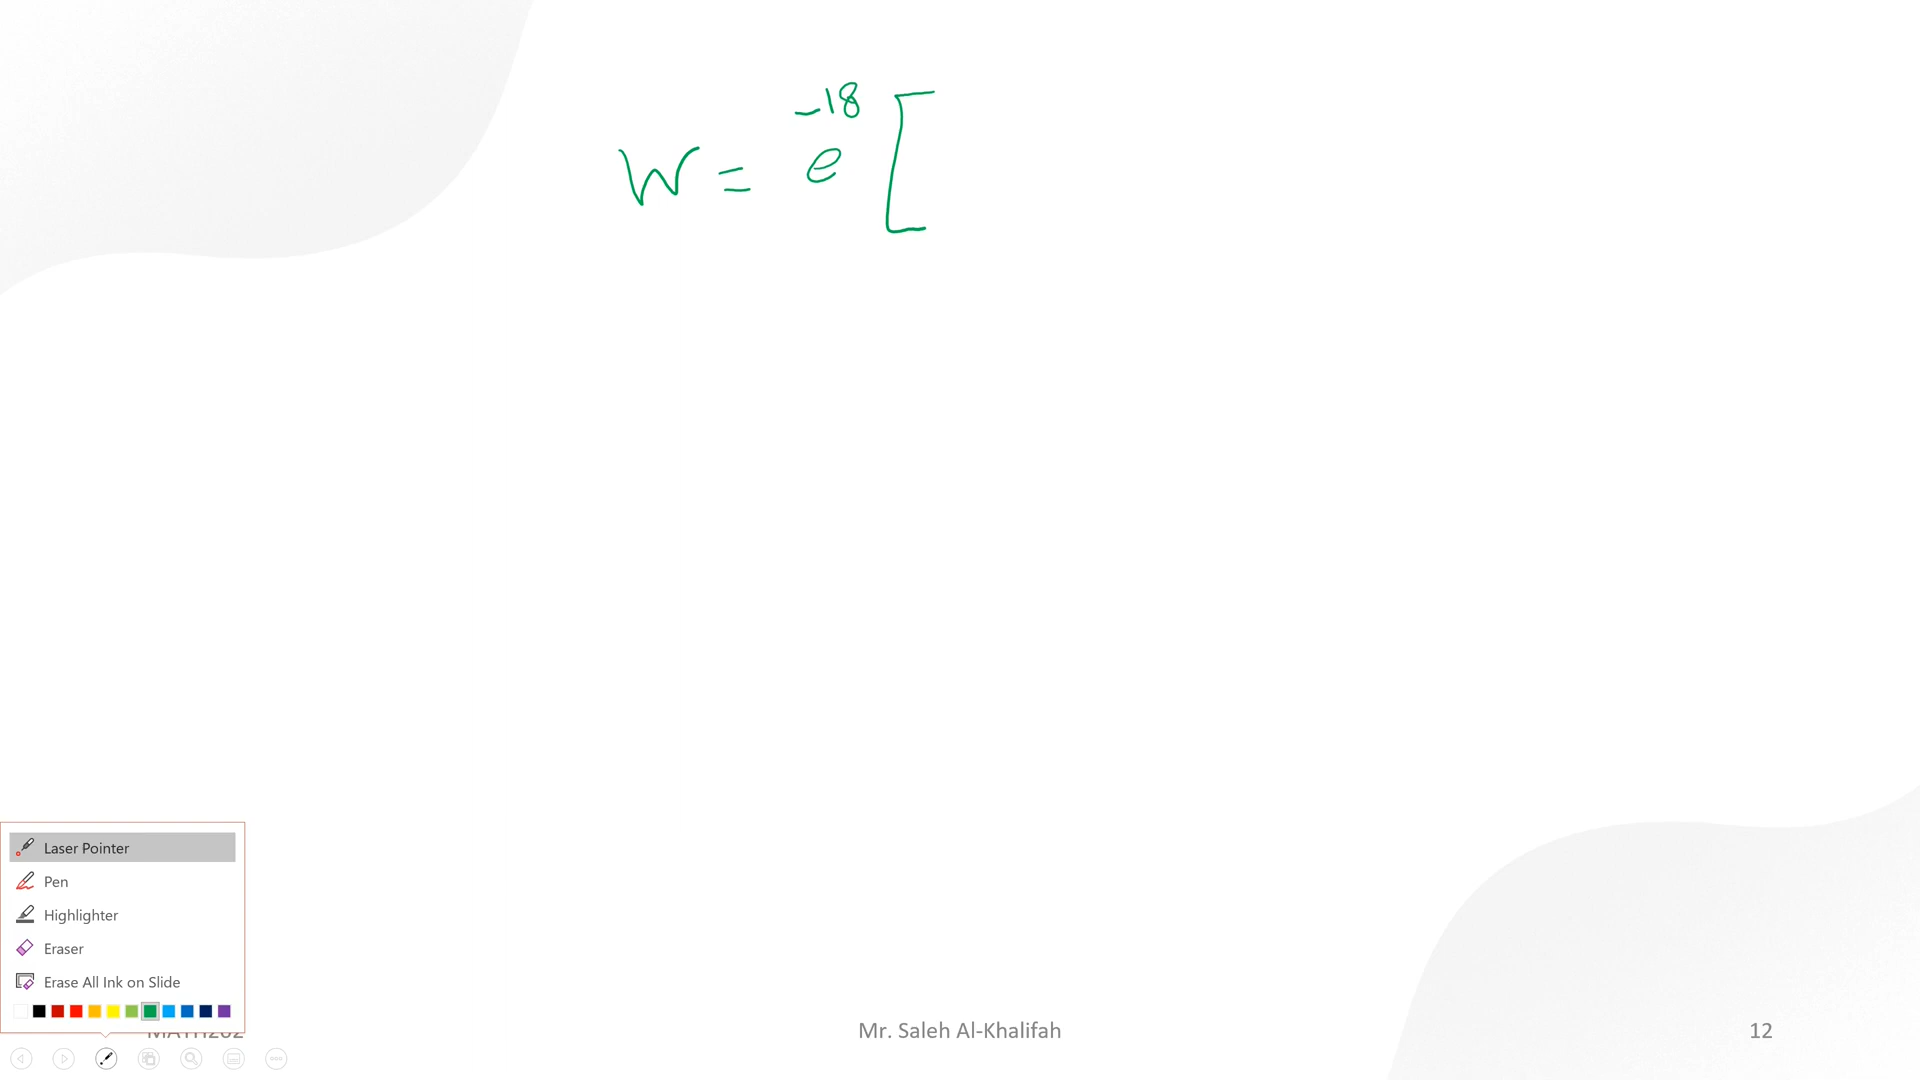 W = e^-18 [
Laser Pointer
Pen
Highlighter
Eraser
Erase All Ink on Slide
Mr. Saleh Al-Khalifah
12